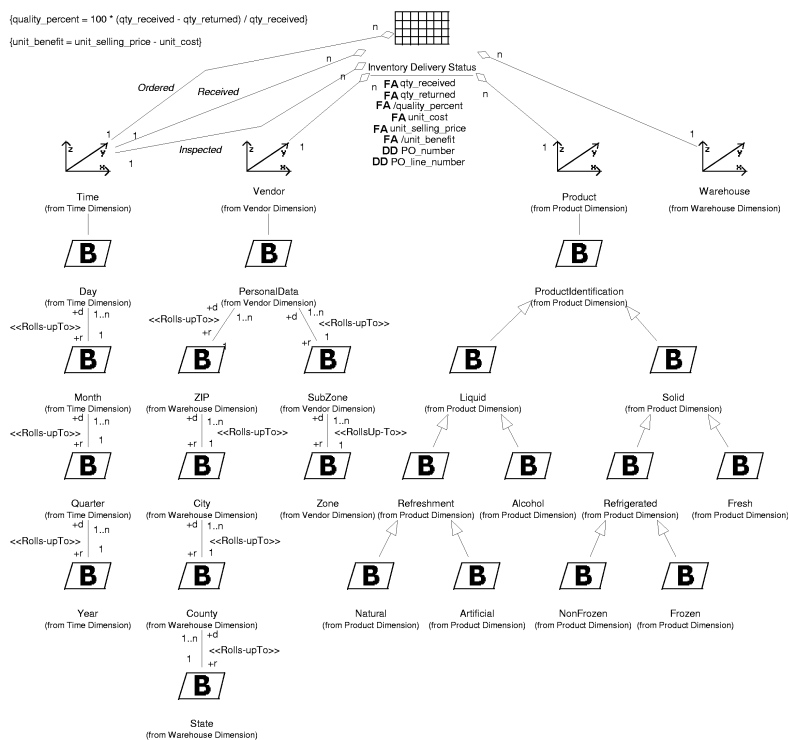 {quality_percent = 100 * (qty_received - qty_returned) / qty_received}
n
{unit_benefit = unit_selling_price - unit_cost}
n
n
Inventory Delivery Status
n
n
n
Ordered
Received
FA qty_received
FA qty_returned
FA /quality_percent
FA unit_cost
FA unit_selling_price
FA /unit_benefit
DD PO_number
DD PO_line_number
1
1
1
1
1
1
Inspected
z y x
z y x
z y x
z y x
Time
(from Time Dimension)
Vendor
(from Vendor Dimension)
Product
(from Product Dimension)
Warehouse
(from Warehouse Dimension)
B
B
B
Day
(from Time Dimension)
PersonalData
(from Vendor Dimension)
ProductIdentification
(from Product Dimension)
+d
1..n
<<Rolls-upTo>>
+r
1
+d
1..n
<<Rolls-upTo>>
+r
1
+d
1..n
<<Rolls-upTo>>
+r
1
B
B
B
B
B
Month
(from Time Dimension)
ZIP
(from Warehouse Dimension)
SubZone
(from Vendor Dimension)
Liquid
(from Product Dimension)
Solid
(from Product Dimension)
+d
1..n
<<Rolls-upTo>>
+r
1
+d
1..n
<<Rolls-upTo>>
+r
1
+d
1..n
<<RollsUp-To>>
+r
1
B
B
B
B
B
B
B
Quarter
(from Time Dimension)
City
(from Warehouse Dimension)
Zone
(from Vendor Dimension)
Refreshment
(from Product Dimension)
Alcohol
(from Product Dimension)
Refrigerated
(from Product Dimension)
Fresh
(from Product Dimension)
+d
1..n
<<Rolls-upTo>>
+r
1
+d
1..n
<<Rolls-upTo>>
+r
1
B
B
B
B
B
B
Year
(from Time Dimension)
County
(from Warehouse Dimension)
Natural
(from Product Dimension)
Artificial
(from Product Dimension)
NonFrozen
(from Product Dimension)
Frozen
(from Product Dimension)
1..n
+d
<<Rolls-upTo>>
1
+r
B
State
(from Warehouse Dimension)